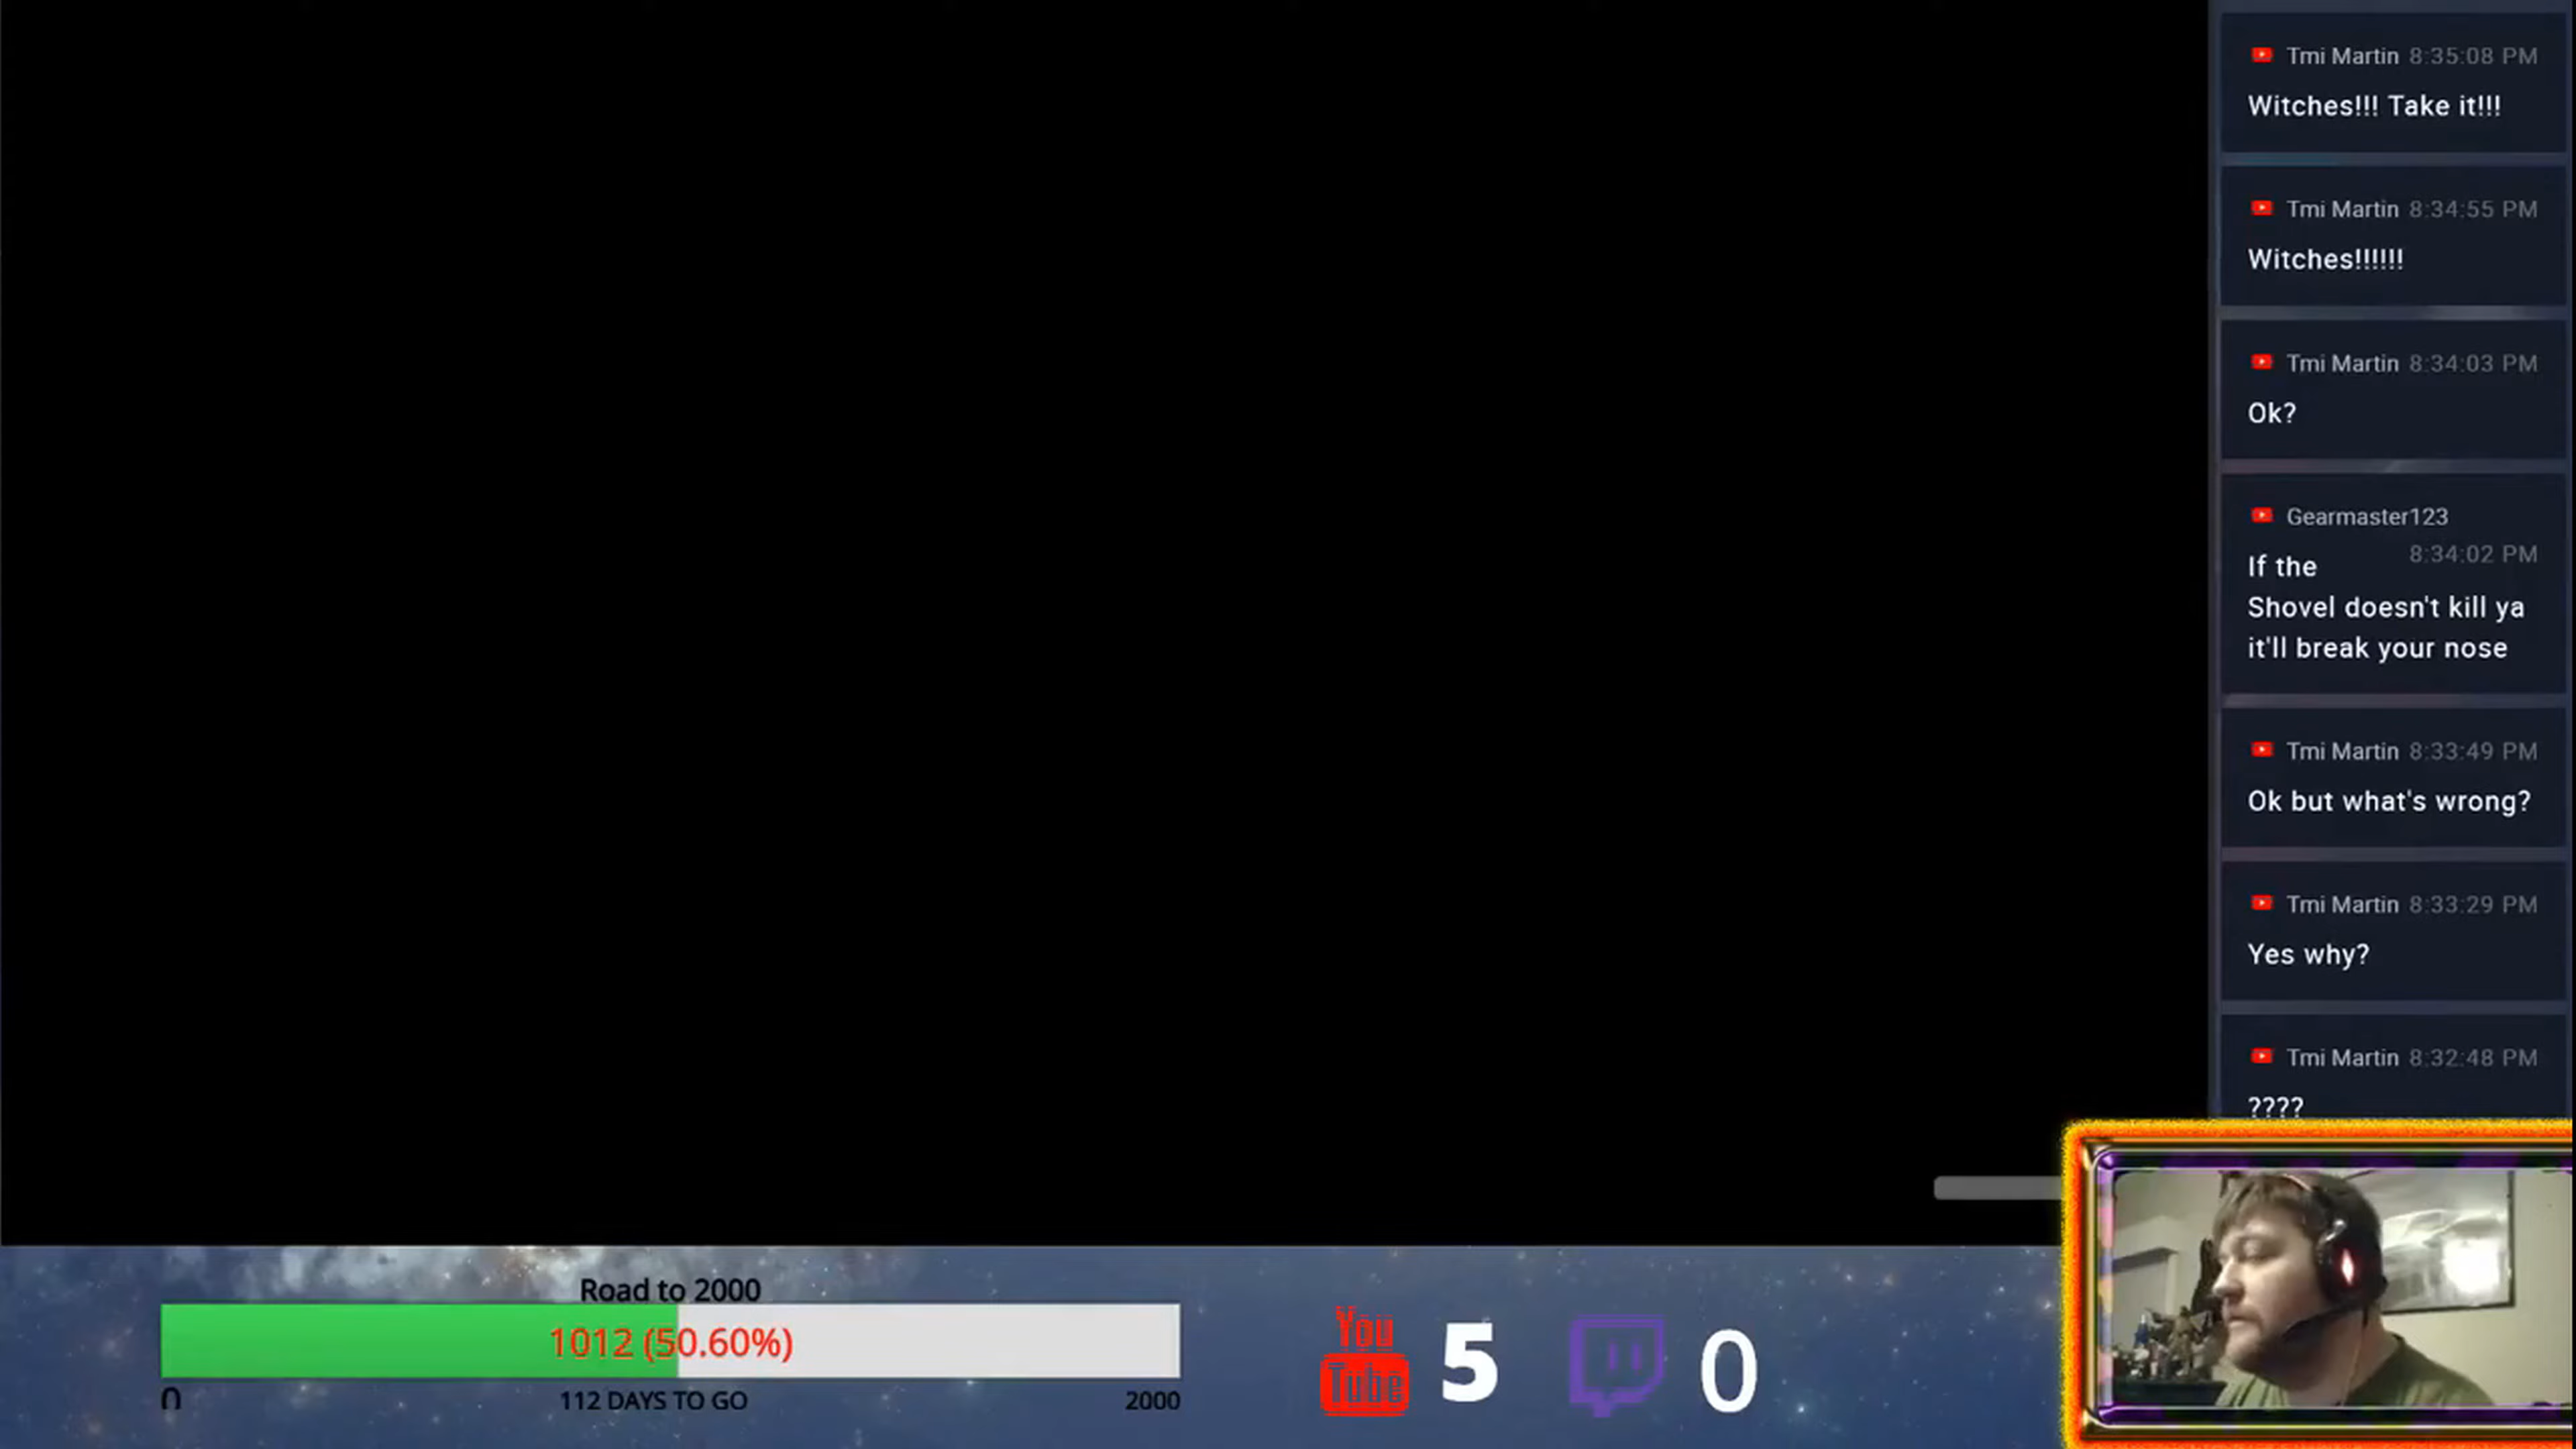 Tmi Martin 8:35:08 PM
Witches!!! Take it!!!
Tmi Martin 8:34:55 PM
Witches!!!!!!
Tmi Martin 8:34:03 PM
Ok?
Gearmaster123
8:34:02 PM
If the
Shovel doesn't kill ya
it'll break your nose
Tmi Martin 8:33:49 PM
Ok but what's wrong?
Tmi Martin 8:33:29 PM
Yes why?
Tmi Martin 8:32:48 PM
????
Road to 2000
1012 (50.60%)
0 112 DAYS TO GO 2000
You
Tube
5
0